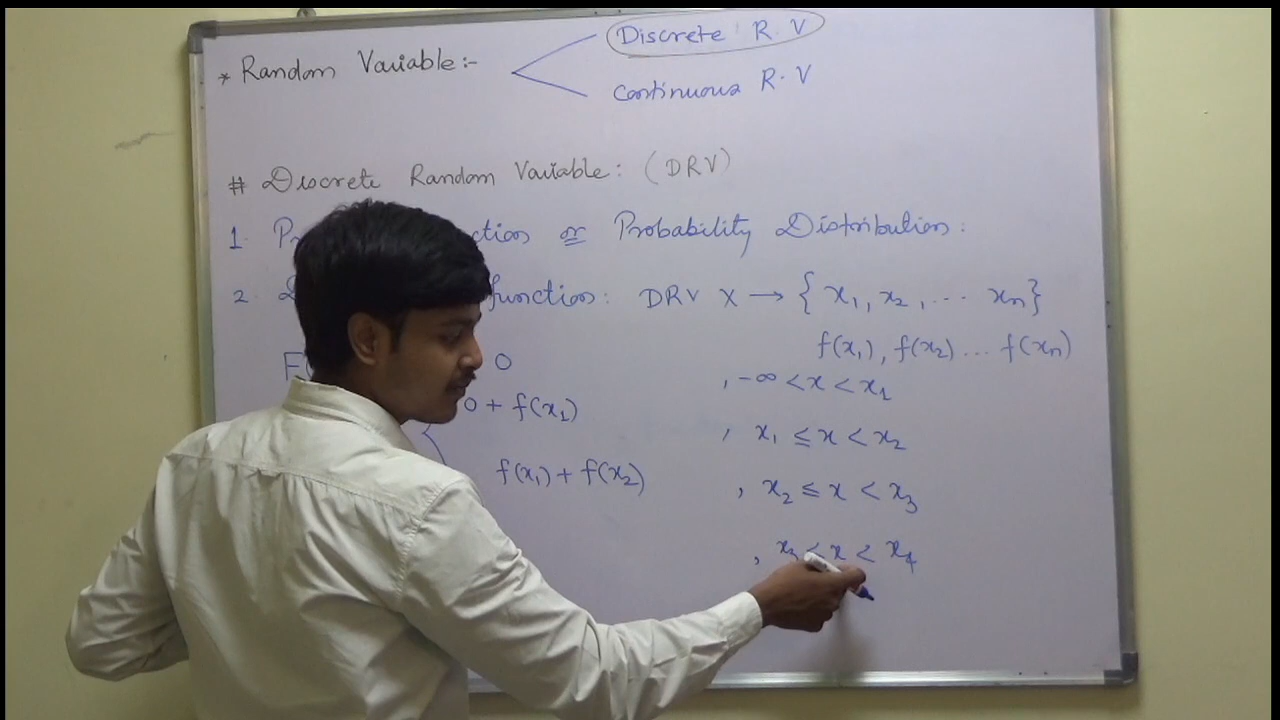 * Random Variable:-
Discrete R. V
Continuous R. V
# Discrete Random Variable: (DRV)
1. or Probability Distribution:
2. function: DRV X → { x₁, x₂, ... xₙ}
f(x₁), f(x₂) ... f(xₙ)
0 , -∞ < x < x₁
0 + f(x₁) , x₁ ≤ x < x₂
f(x₁) + f(x₂) , x₂ ≤ x < x₃
, x₃ ≤ x < x₄